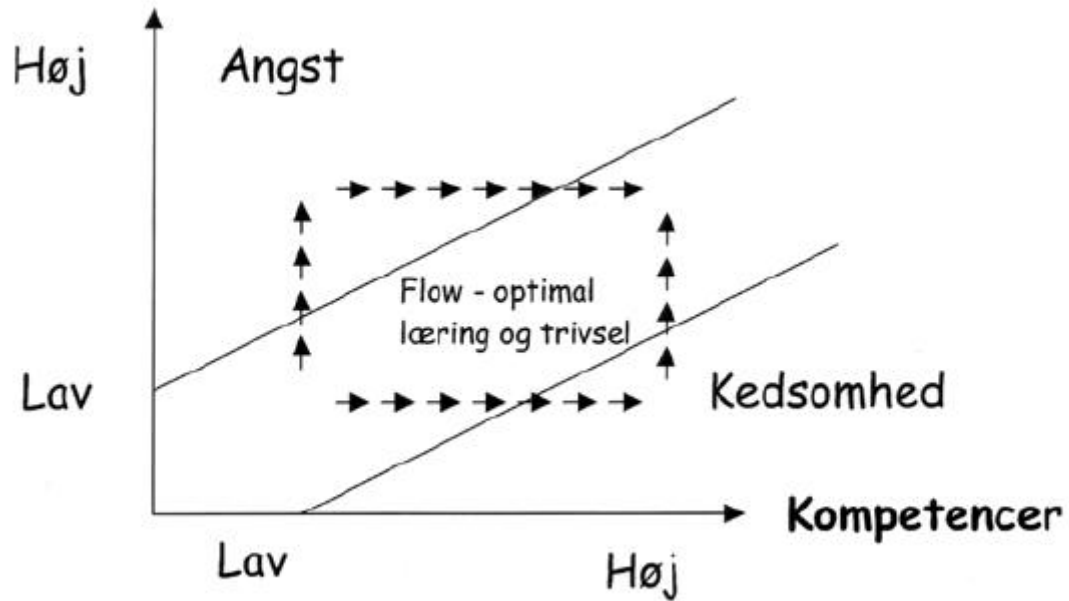 Høj
Angst
Flow - optimal
læring og trivsel
Lav
Kedsomhed
Kompetencer
Lav
Høj